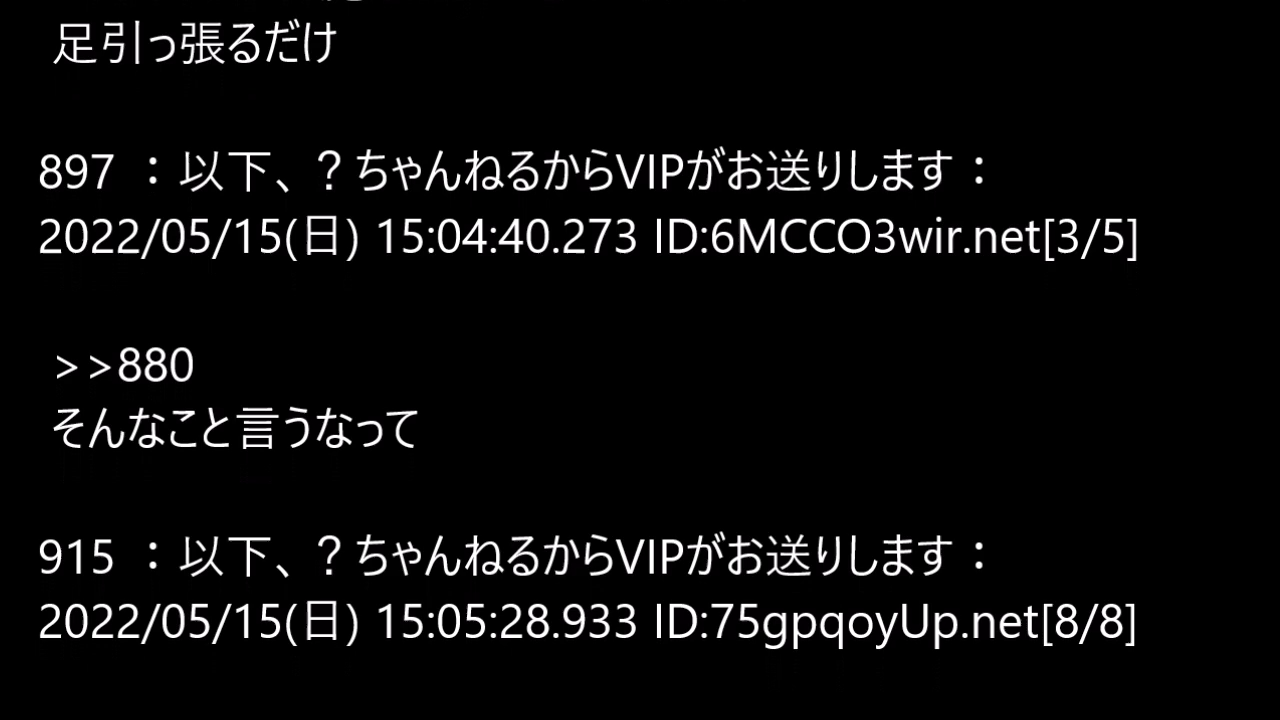 足引っ張るだけ
897 ： 以下、？ちゃんねるからVIPがお送りします ：
2022/05/15(日) 15:04:40.273 ID:6MCCO3wir.net[3/5]
>>880
そんなこと言うなって
915 ： 以下、？ちゃんねるからVIPがお送りします ：
2022/05/15(日) 15:05:28.933 ID:75gpqoyUp.net[8/8]